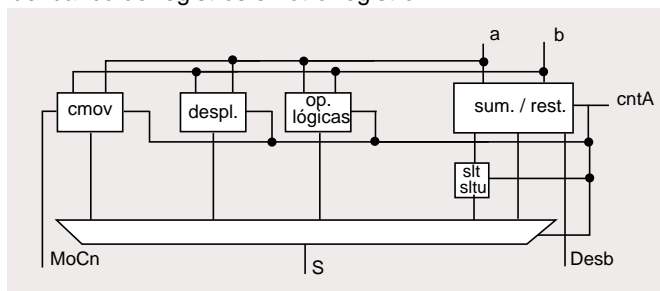 a
b
cmov
despl.
op.
lógicas
sum. / rest.
cntA
slt
sltu
MoCn
S
Desb